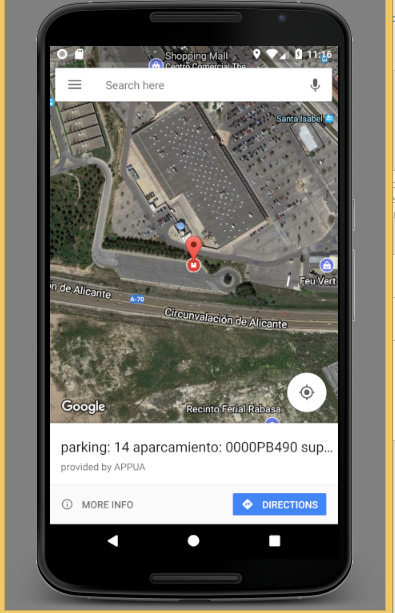 11:16
Shopping Mall
Centro Comercial The
Search here
Santa Isabel
Feu Vert
ón de Alicante
A-70
Circunvalación de Alicante
Google
Recinto Ferial Rabasa
parking: 14 aparcamiento: 0000PB490 sup...
provided by APPUA
MORE INFO
DIRECTIONS